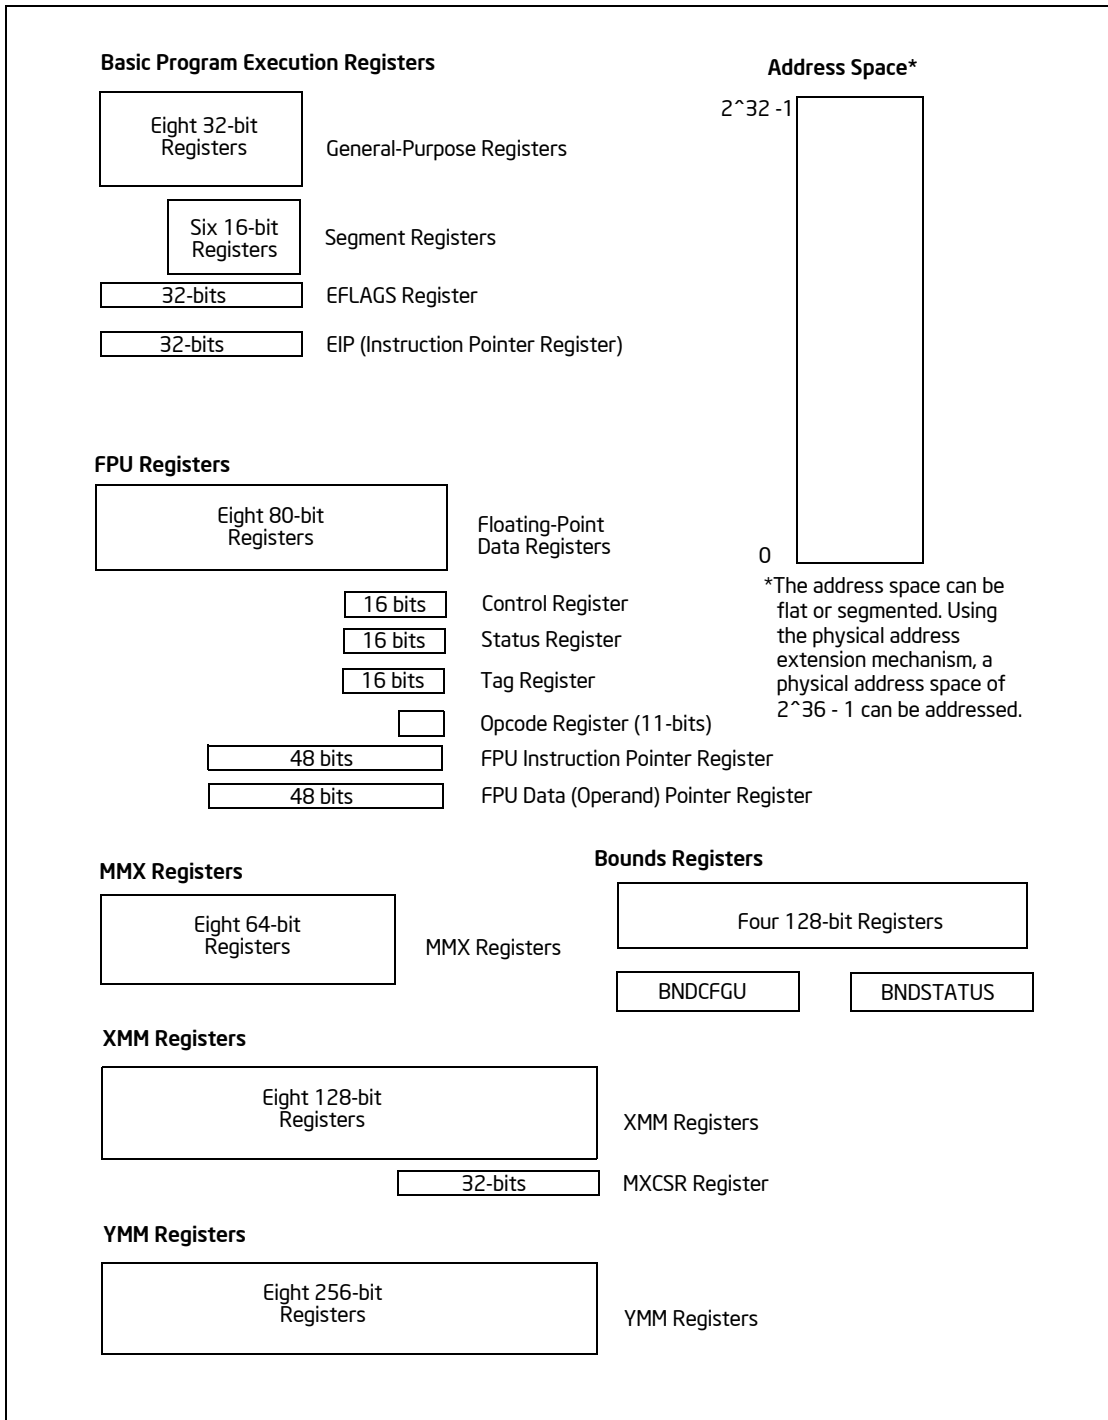 Basic Program Execution Registers
Address Space*
2^32 -1
Eight 32-bit
Registers
General-Purpose Registers
Six 16-bit
Registers
Segment Registers
32-bits
EFLAGS Register
32-bits
EIP (Instruction Pointer Register)
FPU Registers
Eight 80-bit
Registers
Floating-Point
Data Registers
0
*The address space can be
flat or segmented. Using
the physical address
extension mechanism, a
physical address space of
2^36 - 1 can be addressed.
16 bits
Control Register
16 bits
Status Register
16 bits
Tag Register
Opcode Register (11-bits)
48 bits
FPU Instruction Pointer Register
48 bits
FPU Data (Operand) Pointer Register
MMX Registers
Eight 64-bit
Registers
MMX Registers
Bounds Registers
Four 128-bit Registers
BNDCFGU
BNDSTATUS
XMM Registers
Eight 128-bit
Registers
XMM Registers
32-bits
MXCSR Register
YMM Registers
Eight 256-bit
Registers
YMM Registers